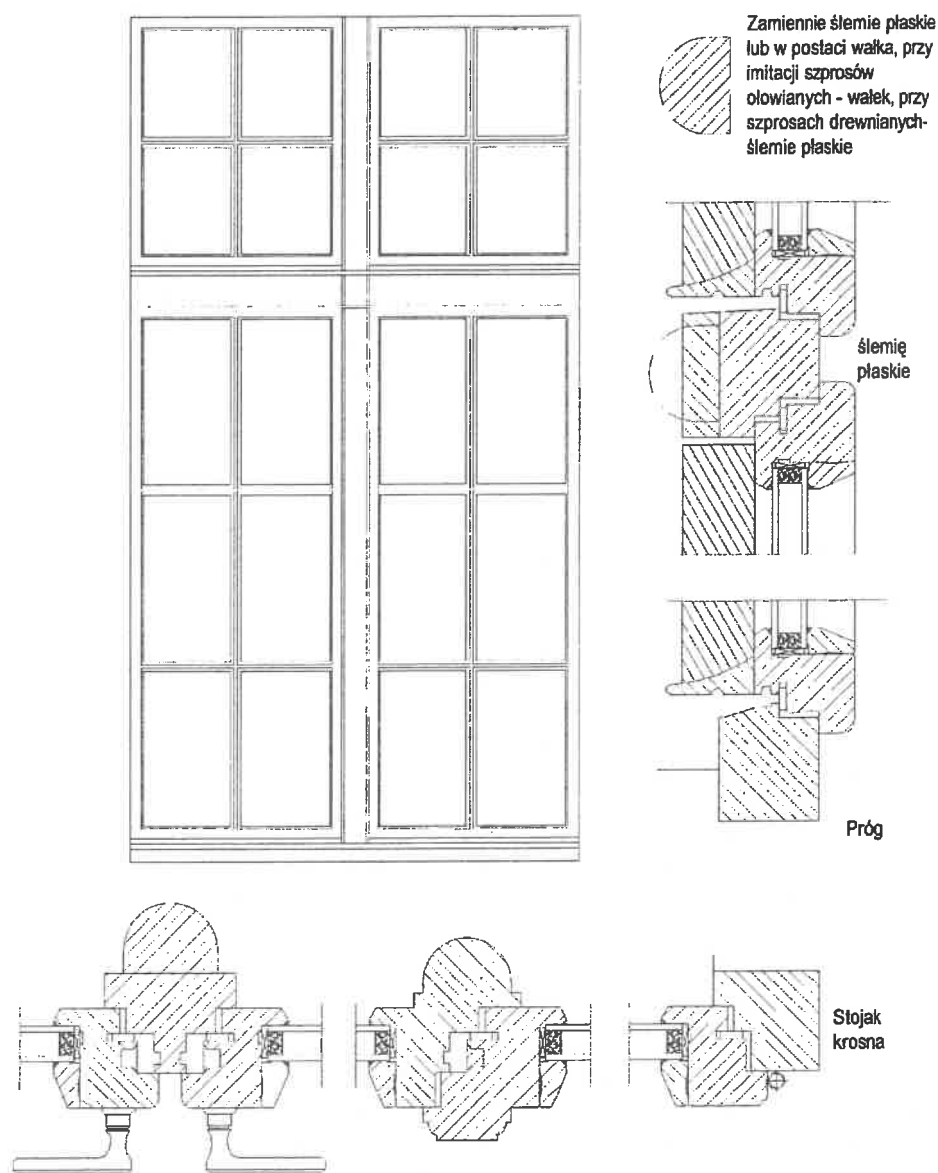 Zamiennie ślemie płaskie
lub w postaci wałka, przy
imitacji szprosów
ołowianych - wałek, przy
szprosach drewnianych-
ślemie płaskie
ślemię
płaskie
Próg
Stojak
krosna